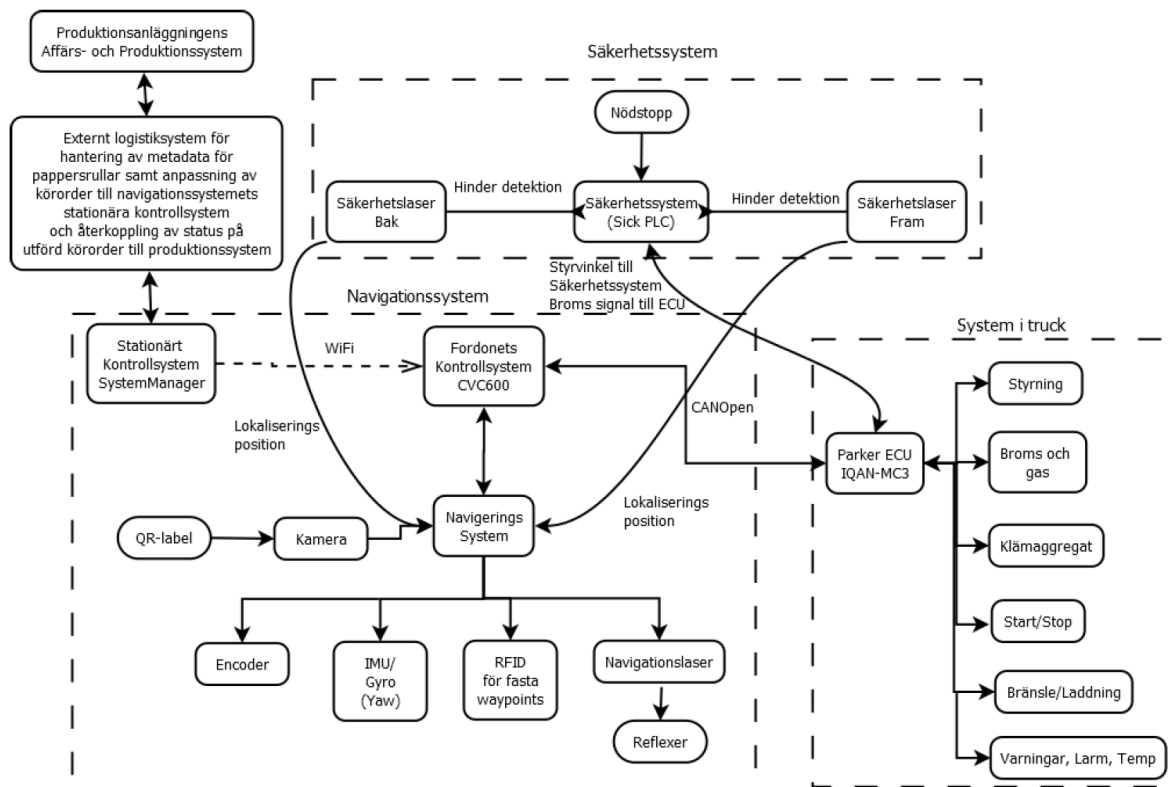 Produktionsanläggningens
Affärs- och Produktionssystem
Externt logistiksystem för
hantering av metadata för
pappersrullar samt anpassning av
körorder till navigationssystemets
stationära kontrollsystem
och återkoppling av status på
utförd körorder till produktionssystem
Säkerhetssystem
Nödstopp
Säkerhetslaser
Bak
Hinder detektion
Säkerhetssystem
(Sick PLC)
Hinder detektion
Säkerhetslaser
Fram
Styrvinkel till
Säkerhetssystem
Broms signal till ECU
Navigationssystem
Stationärt
Kontrollsystem
SystemManager
WiFi
Fordonets
Kontrollsystem
CVC600
CANOpen
Lokaliserings
position
Lokaliserings
position
QR-label
Kamera
Navigerings
System
Encoder
IMU/
Gyro
(Yaw)
RFID
för fasta
waypoints
Navigationslaser
Reflexer
System i truck
Parker ECU
IQAN-MC3
Styrning
Broms och
gas
Klämaggregat
Start/Stop
Bränsle/Laddning
Varningar, Larm, Temp